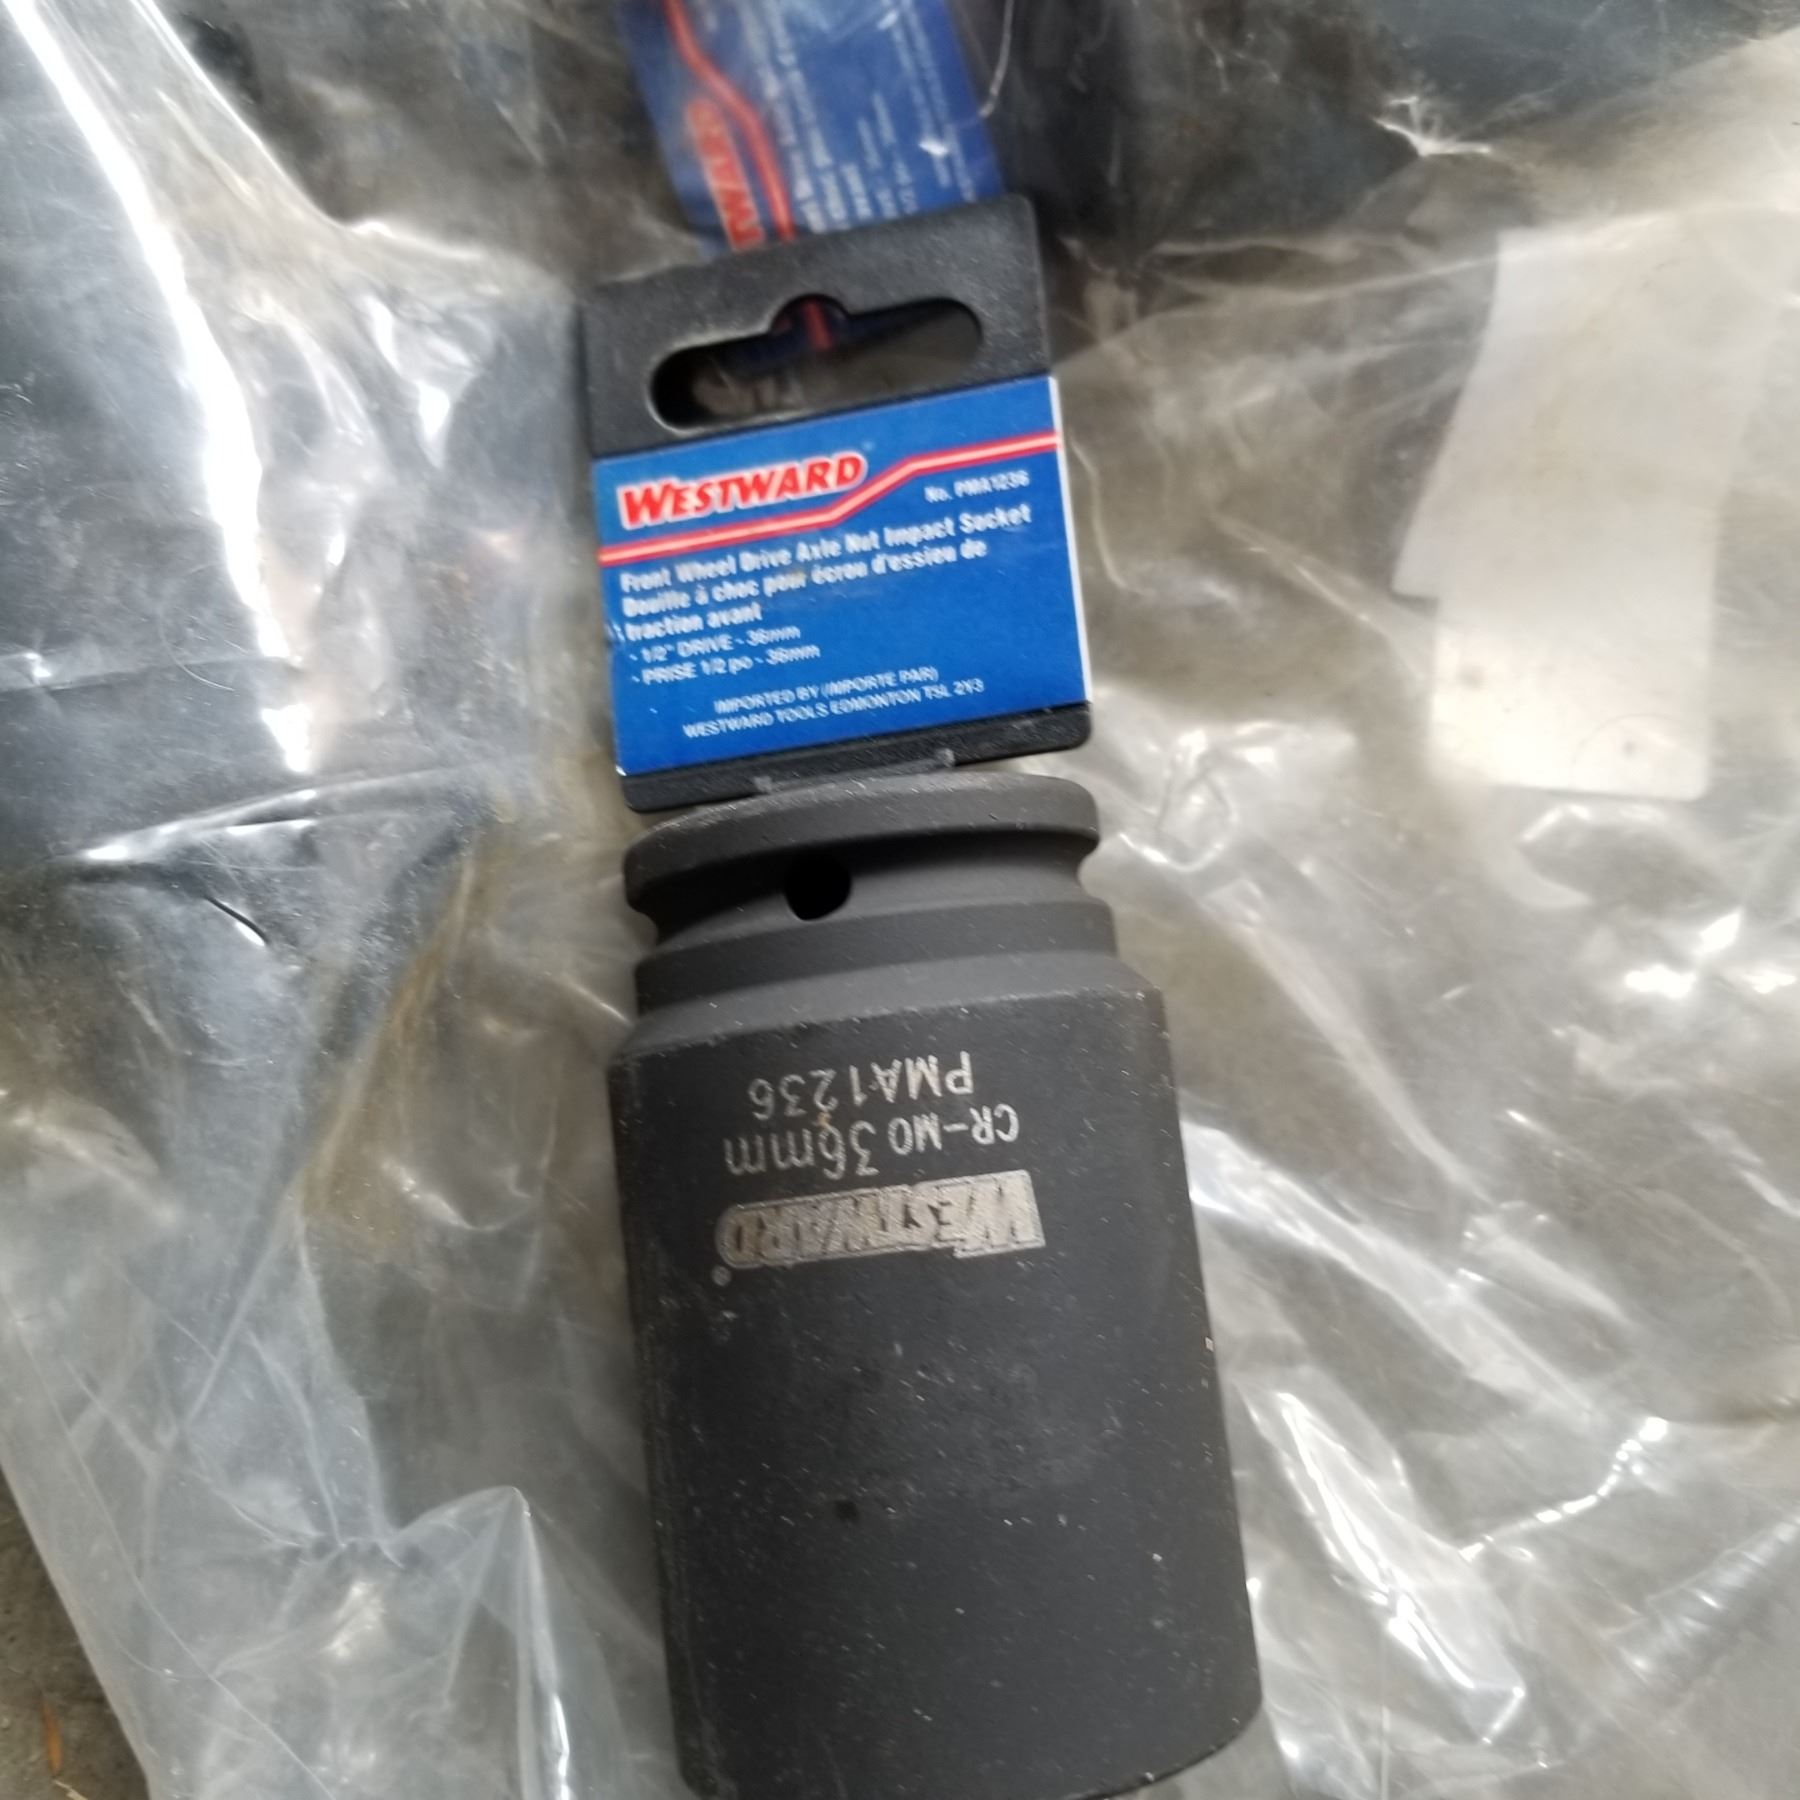 WESTWARD
No. PMA1236
Front Wheel Drive Axle Nut Impact Socket
Douille à choc pour écrou d'essieu de
traction avant
- 1/2" DRIVE - 36mm
- PRISE 1/2 po - 36mm
IMPORTED BY (IMPORTE PAR)
WESTWARD TOOLS EDMONTON T5L 2Y3
WESTWARD®
CR-MO 36mm
PMA1236